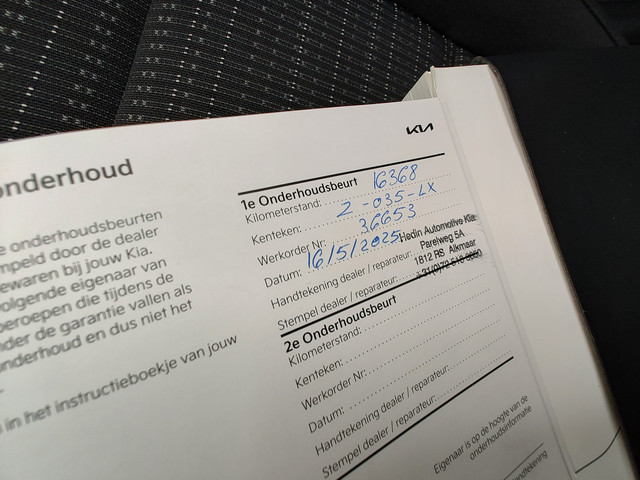 KIA
onderhoud
e onderhoudsbeurten
mpeld door de dealer
ewaren bij jouw Kia.
olgende eigenaar van
beroepen die tijdens de
der de garantie vallen als
nderhoud en dus niet het
in het instructieboekje van jouw
1e Onderhoudsbeurt
Kilometerstand: 16368
Kenteken: Z-035-LX
Werkorder Nr: 36653
Datum: 16/5/2025
Handtekening dealer / reparateur:
Stempel dealer / reparateur:
Hedin Automotive Kia
Parelweg 5A
1812 RS Alkmaar
2e Onderhoudsbeurt
Kilometerstand:
Kenteken:
Werkorder Nr:
Datum:
Handtekening dealer / reparateur:
Stempel dealer / reparateur:
Eigenaar is op de hoogte van de
onderhoudsinformatie
ndtekening